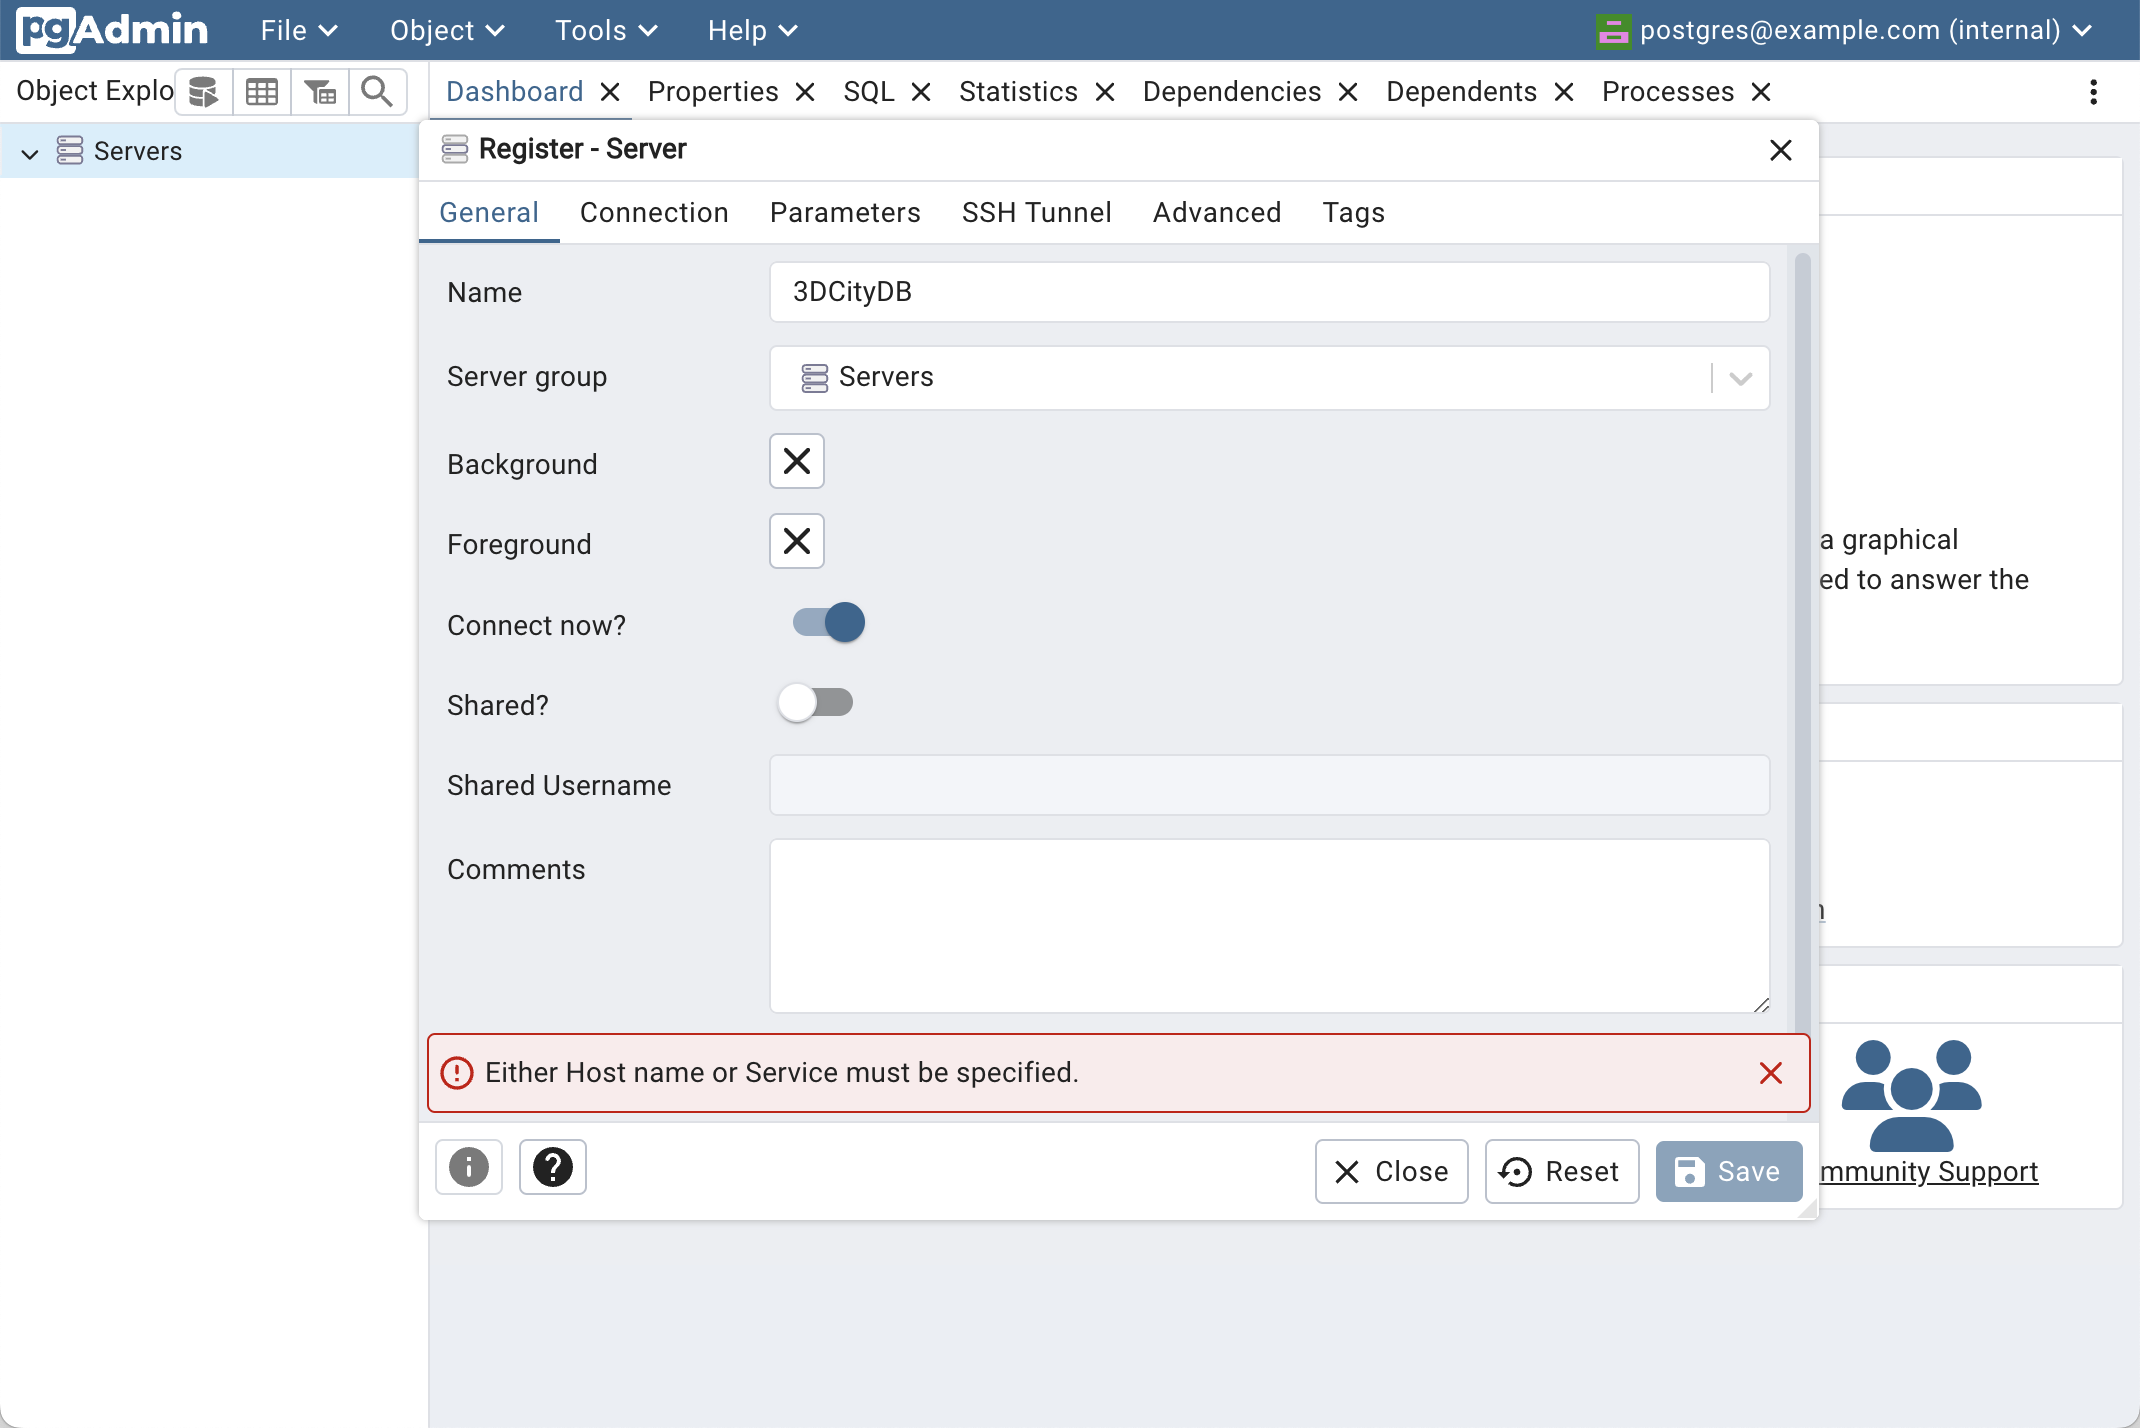 pgAdmin File Object Tools Help postgres@example.com (internal)
Object Explo Dashboard Properties SQL Statistics Dependencies Dependents Processes
Servers
Register - Server
General Connection Parameters SSH Tunnel Advanced Tags
Name 3DCityDB
Server group Servers
Background
Foreground
Connect now?
Shared?
Shared Username
Comments
a graphical
ed to answer the
Either Host name or Service must be specified.
Close Reset Save
mmunity Support